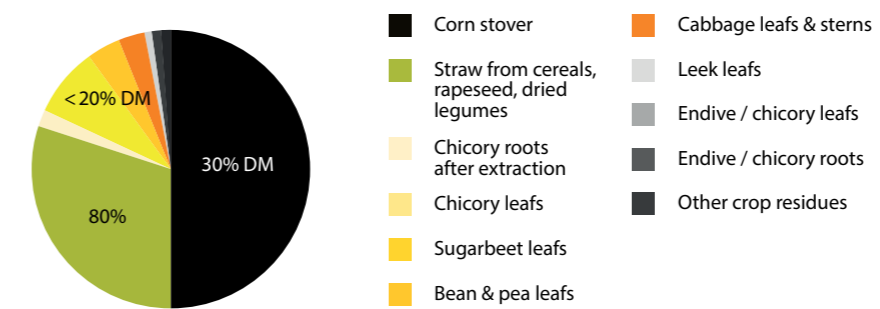 <20% DM
30% DM
80%
Corn stover
Straw from cereals,
rapeseed, dried
legumes
Chicory roots
after extraction
Chicory leafs
Sugarbeet leafs
Bean & pea leafs
Cabbage leafs & sterns
Leek leafs
Endive / chicory leafs
Endive / chicory roots
Other crop residues